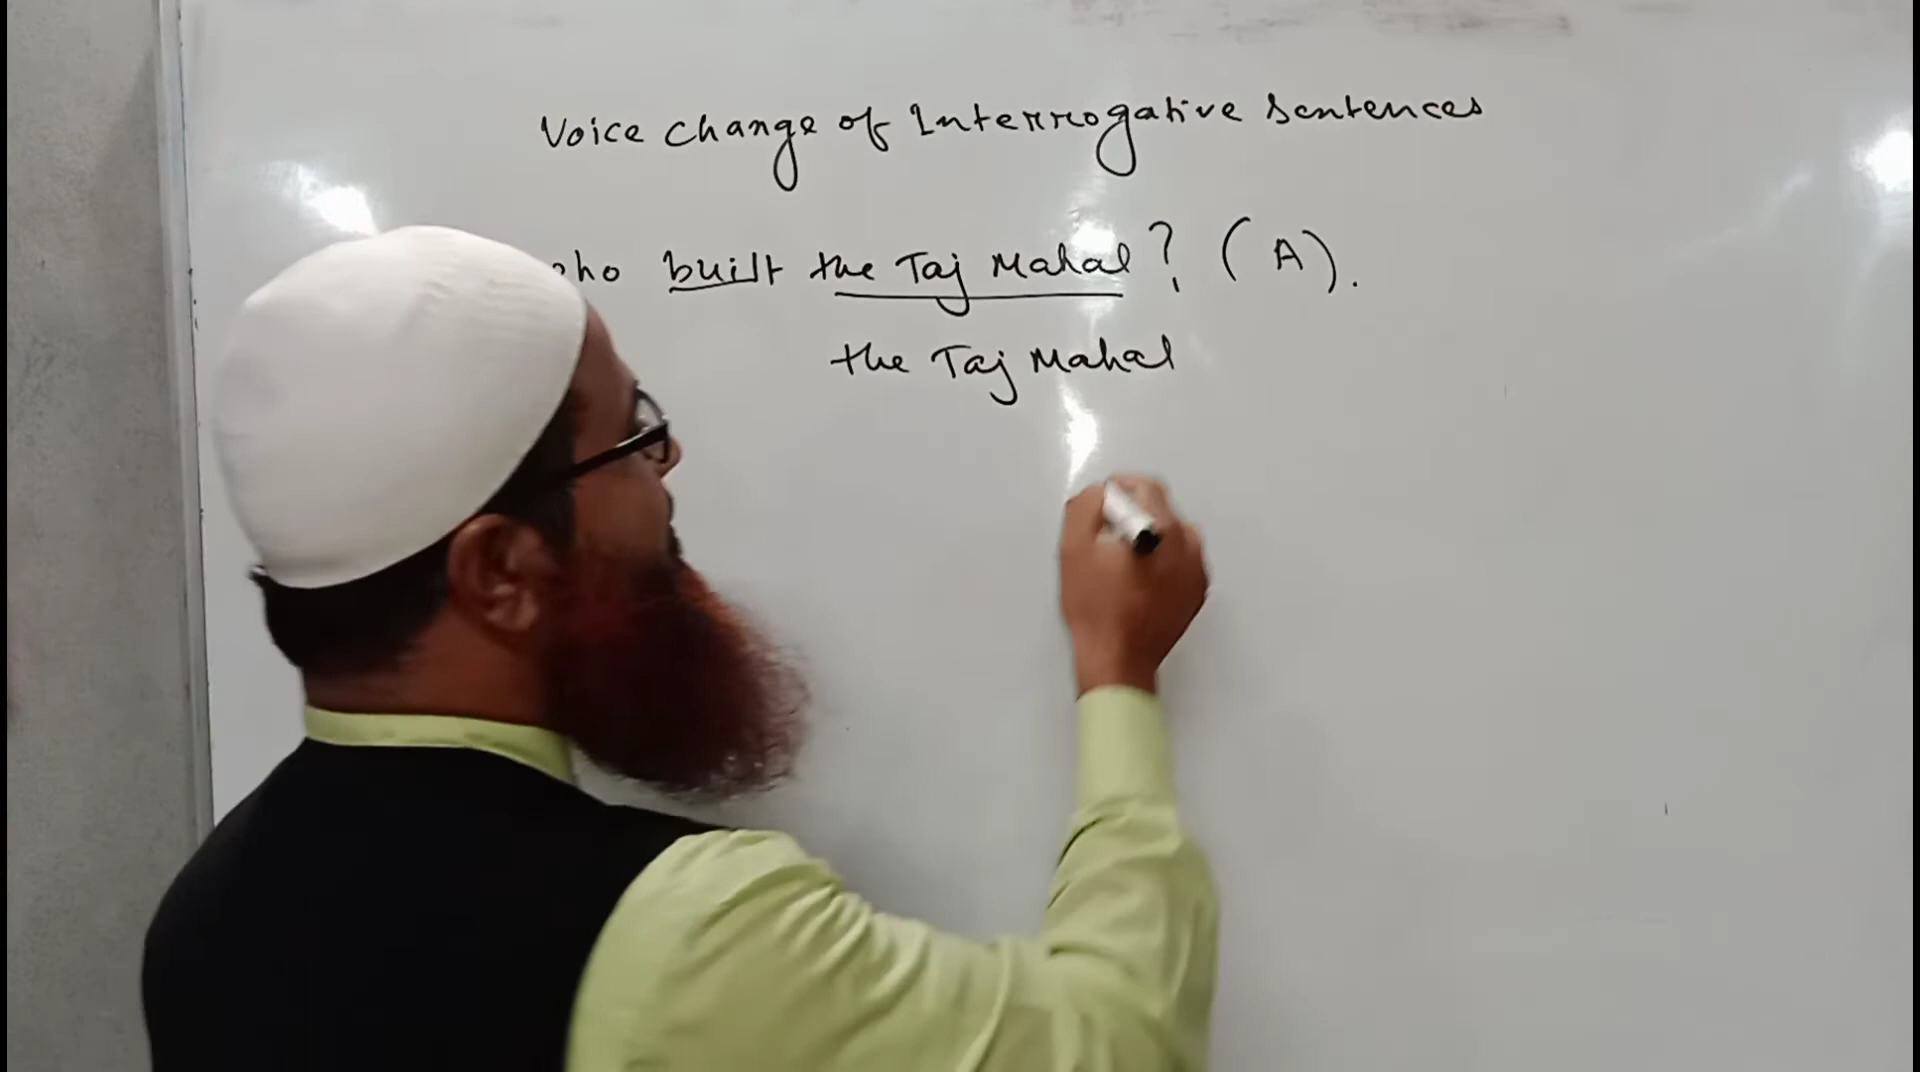 Voice change of Interrogative sentences
who built the Taj Mahal? (A).
the Taj Mahal